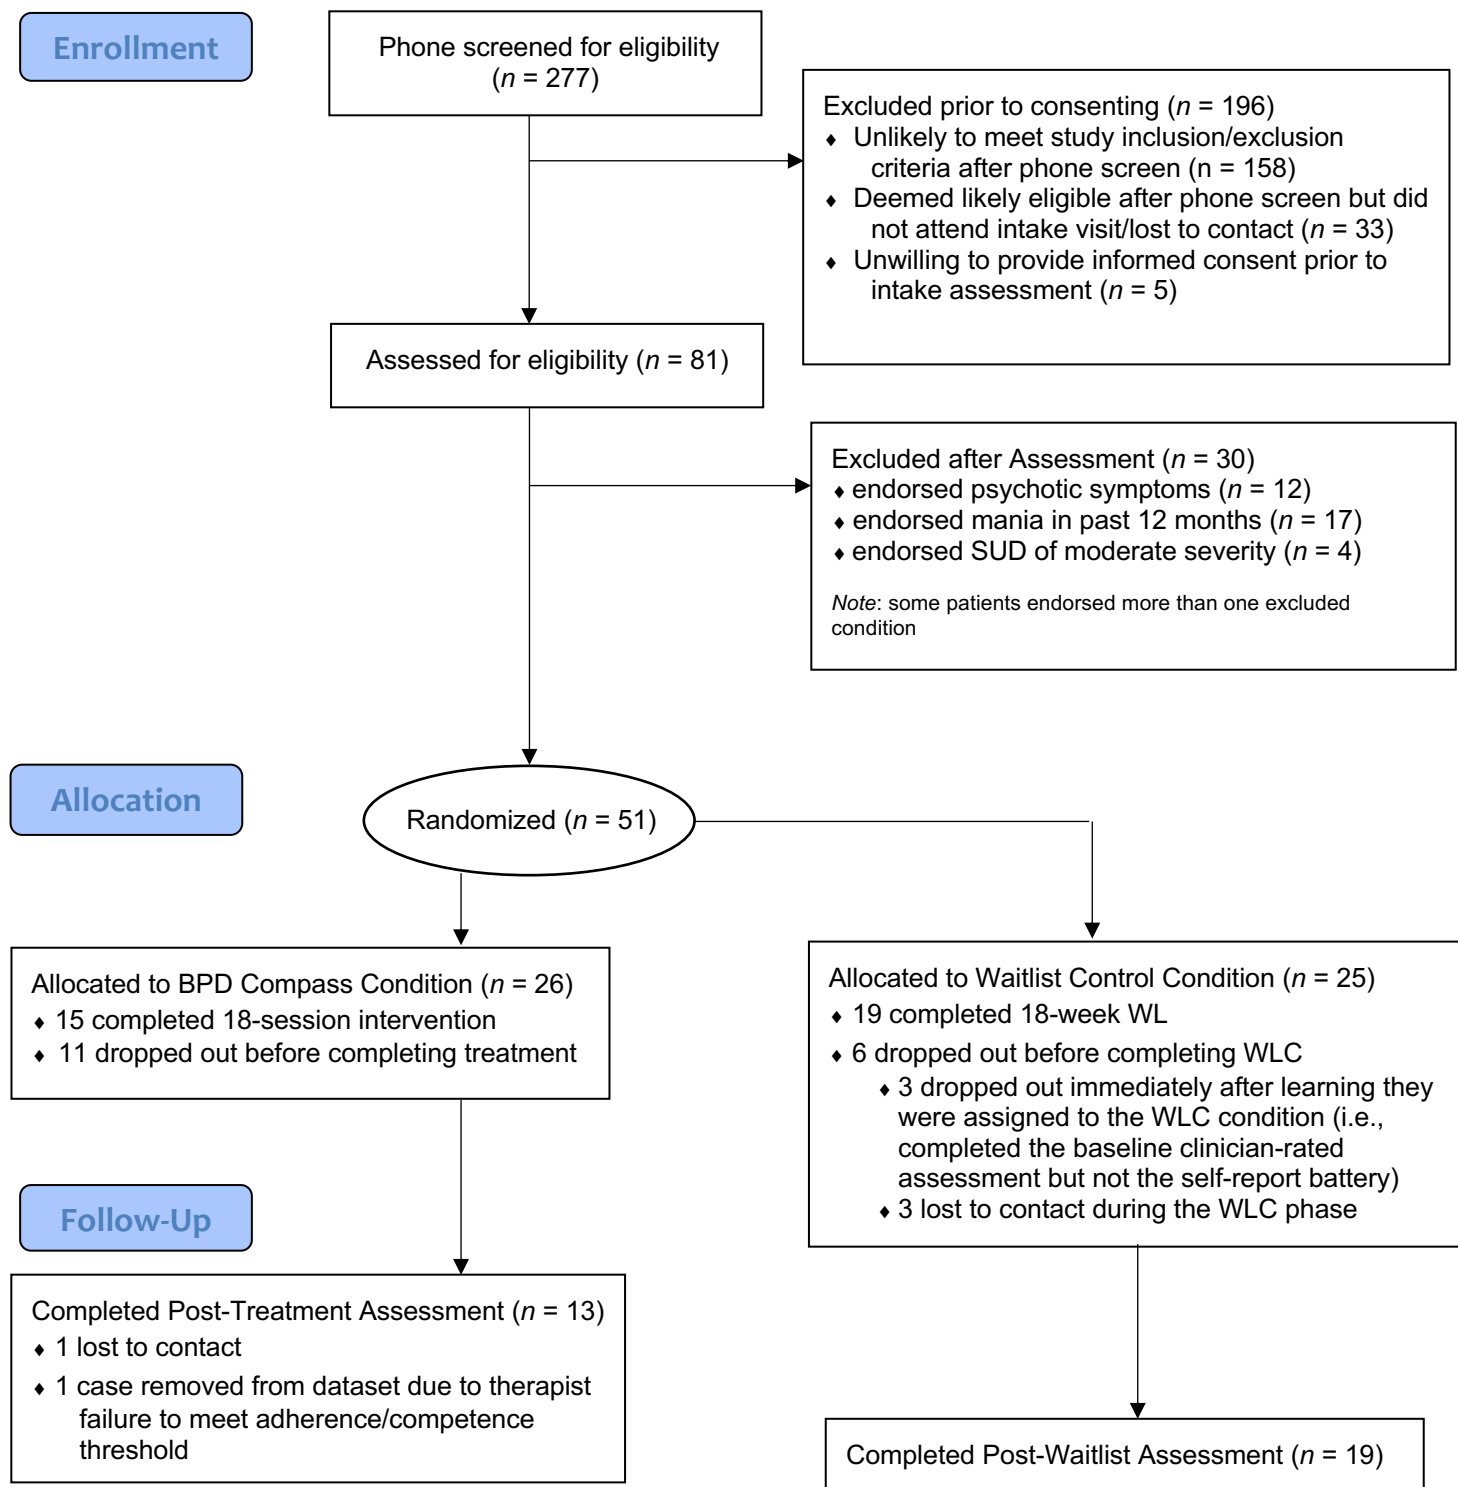 Enrollment
Phone screened for eligibility
(n = 277)
Excluded prior to consenting (n = 196)
♦ Unlikely to meet study inclusion/exclusion
criteria after phone screen (n = 158)
♦ Deemed likely eligible after phone screen but did
not attend intake visit/lost to contact (n = 33)
♦ Unwilling to provide informed consent prior to
intake assessment (n = 5)
Assessed for eligibility (n = 81)
Excluded after Assessment (n = 30)
♦ endorsed psychotic symptoms (n = 12)
♦ endorsed mania in past 12 months (n = 17)
♦ endorsed SUD of moderate severity (n = 4)
Note: some patients endorsed more than one excluded
condition
Allocation
Randomized (n = 51)
Allocated to BPD Compass Condition (n = 26)
♦ 15 completed 18-session intervention
♦ 11 dropped out before completing treatment
Allocated to Waitlist Control Condition (n = 25)
♦ 19 completed 18-week WL
♦ 6 dropped out before completing WLC
♦ 3 dropped out immediately after learning they
were assigned to the WLC condition (i.e.,
completed the baseline clinician-rated
assessment but not the self-report battery)
♦ 3 lost to contact during the WLC phase
Follow-Up
Completed Post-Treatment Assessment (n = 13)
♦ 1 lost to contact
♦ 1 case removed from dataset due to therapist
failure to meet adherence/competence
threshold
Completed Post-Waitlist Assessment (n = 19)